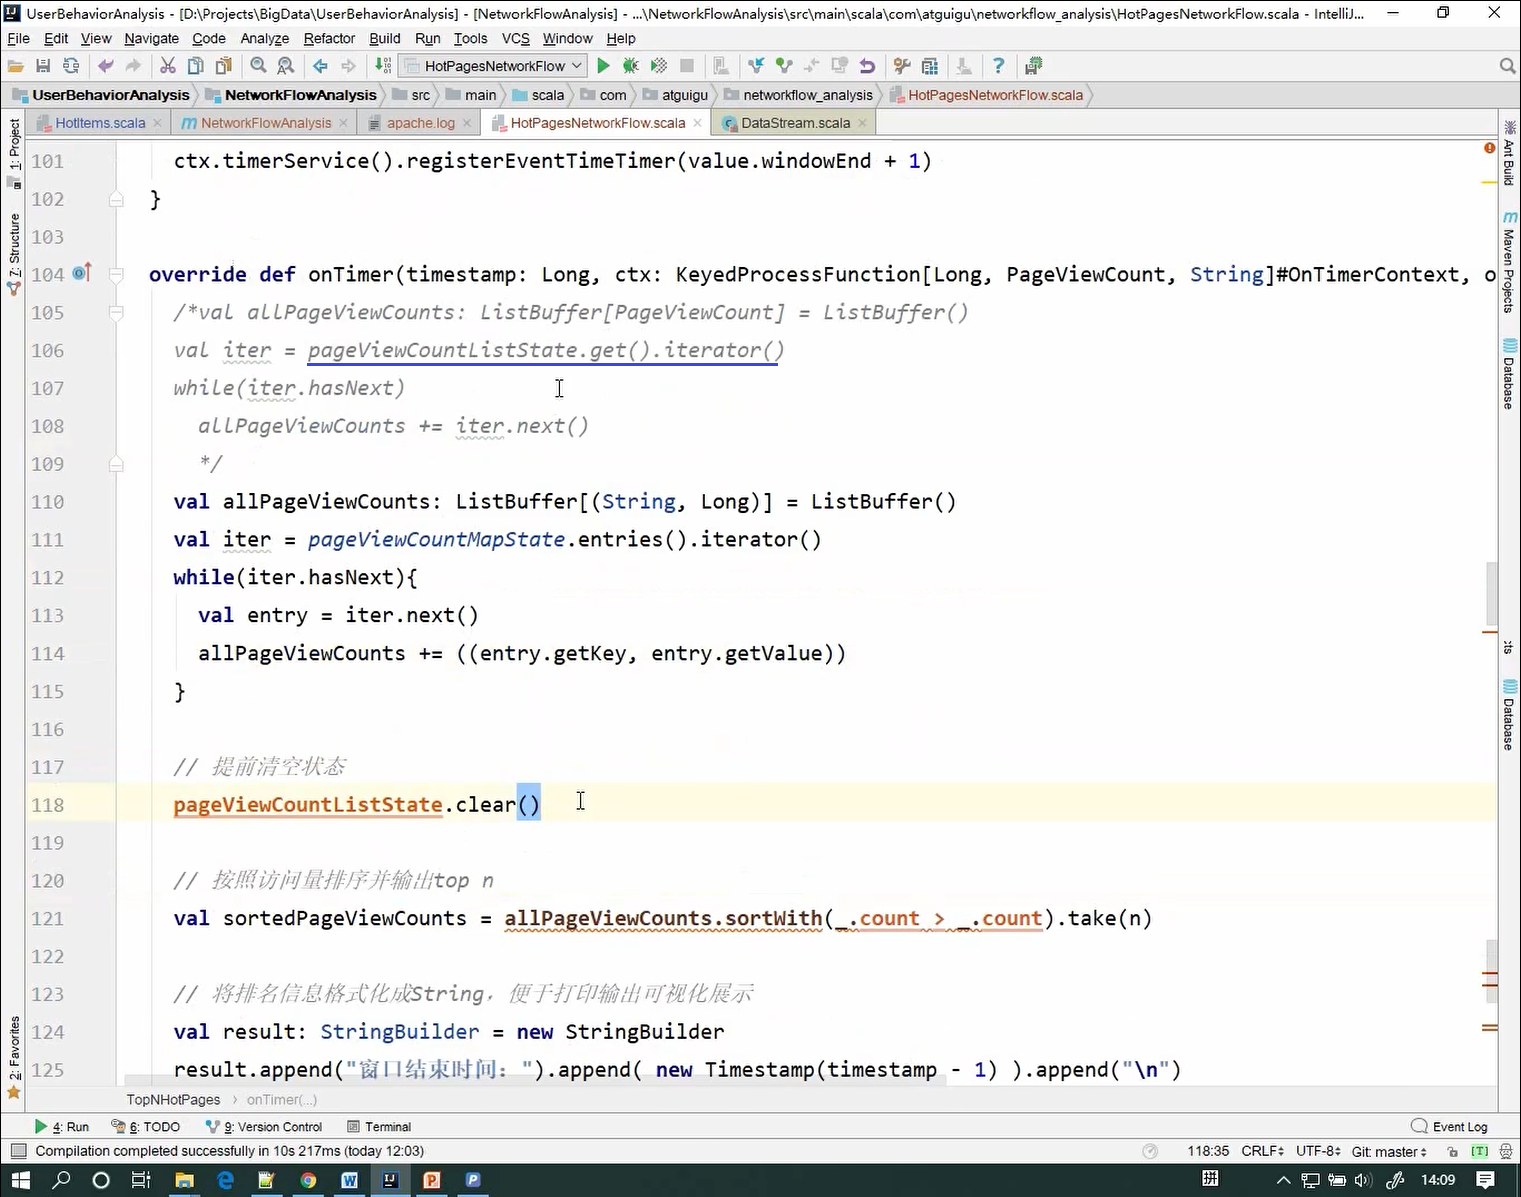 UserBehaviorAnalysis - [D:\Projects\BigData\UserBehaviorAnalysis] - [NetworkFlowAnalysis] - ...\NetworkFlowAnalysis\src\main\scala\com\atguigu\networkflow_analysis\HotPagesNetworkFlow.scala - IntelliJ...
File Edit View Navigate Code Analyze Refactor Build Run Tools VCS Window Help
HotPagesNetworkFlow
UserBehaviorAnalysis NetworkFlowAnalysis src main scala com atguigu networkflow_analysis HotPagesNetworkFlow.scala
HotItems.scala NetworkFlowAnalysis apache.log HotPagesNetworkFlow.scala DataStream.scala
1: Project
7: Structure
2: Favorites
Ant Build
Maven Projects
Database
ts
Database
101 ctx.timerService().registerEventTimeTimer(value.windowEnd + 1)
102 }
103
104 override def onTimer(timestamp: Long, ctx: KeyedProcessFunction[Long, PageViewCount, String]#OnTimerContext, o
105 /*val allPageViewCounts: ListBuffer[PageViewCount] = ListBuffer()
106 val iter = pageViewCountListState.get().iterator()
107 while(iter.hasNext)
108 allPageViewCounts += iter.next()
109 */
110 val allPageViewCounts: ListBuffer[(String, Long)] = ListBuffer()
111 val iter = pageViewCountMapState.entries().iterator()
112 while(iter.hasNext){
113 val entry = iter.next()
114 allPageViewCounts += ((entry.getKey, entry.getValue))
115 }
116
117 // 提前清空状态
118 pageViewCountListState.clear()
119
120 // 按照访问量排序并输出top n
121 val sortedPageViewCounts = allPageViewCounts.sortWith(_.count > _.count).take(n)
122
123 // 将排名信息格式化成String，便于打印输出可视化展示
124 val result: StringBuilder = new StringBuilder
125 result.append("窗口结束时间：").append( new Timestamp(timestamp - 1) ).append("\n")
TopNHotPages onTimer(...)
4: Run 6: TODO 9: Version Control Terminal Event Log
Compilation completed successfully in 10s 217ms (today 12:03) 118:35 CRLF UTF-8 Git: master [T]
拼 14:09